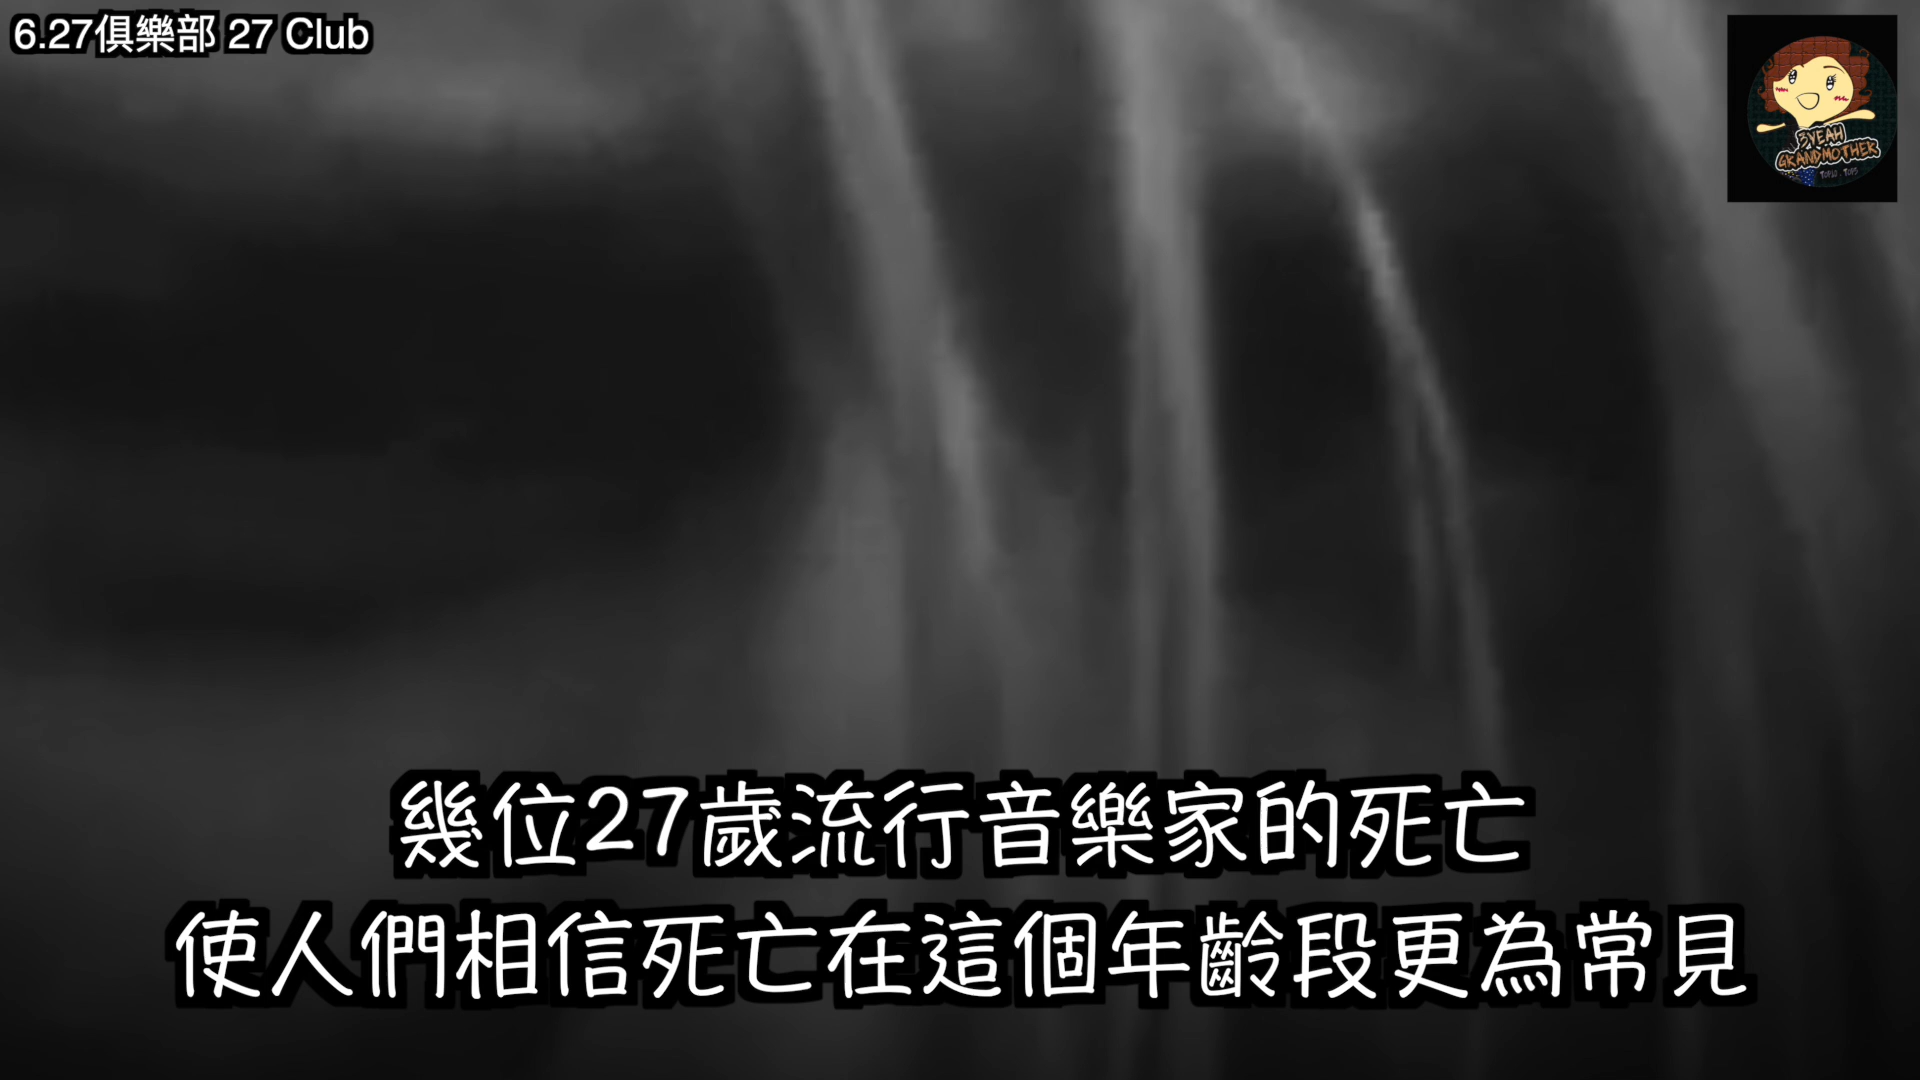 6.27俱樂部 27 Club
3YEAH
GRANDMOTHER
TOP10 . TOP5
幾位27歲流行音樂家的死亡
使人們相信死亡在這個年齡段更為常見